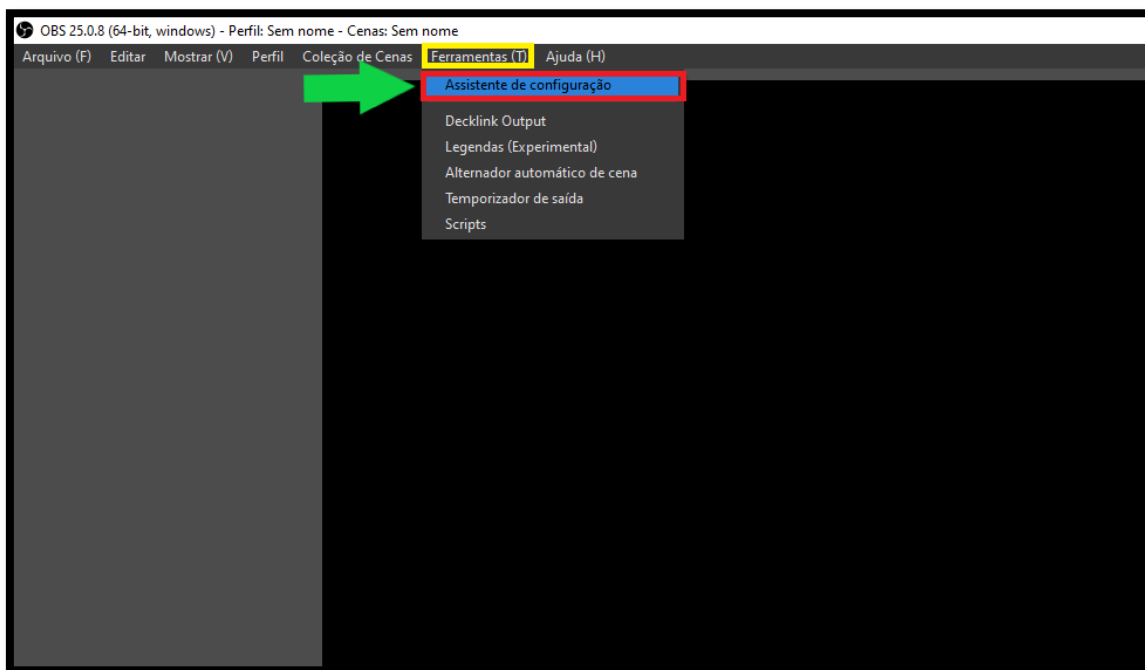 OBS 25.0.8 (64-bit, windows) - Perfil: Sem nome - Cenas: Sem nome
Arquivo (F) Editar Mostrar (V) Perfil Coleção de Cenas Ferramentas (T) Ajuda (H)
Assistente de configuração
Decklink Output
Legendas (Experimental)
Alternador automático de cena
Temporizador de saída
Scripts